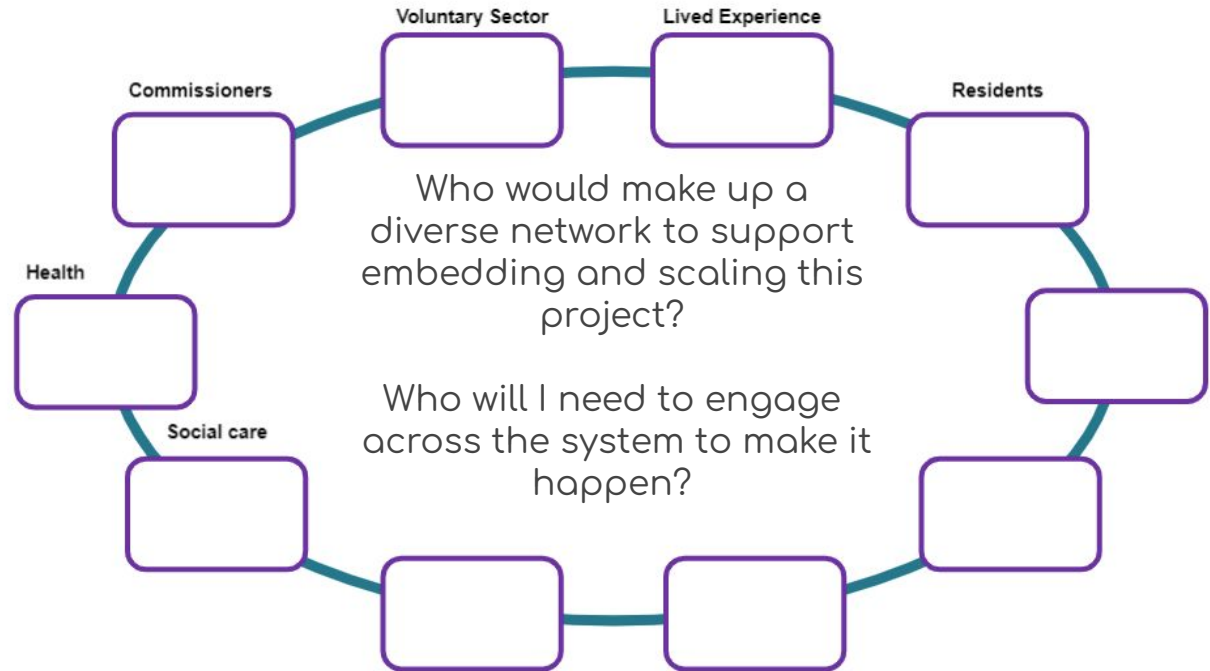 Voluntary Sector
Lived Experience
Commissioners
Residents
Who would make up a
diverse network to support
embedding and scaling this
project?
Health
Who will I need to engage
across the system to make it
happen?
Social care